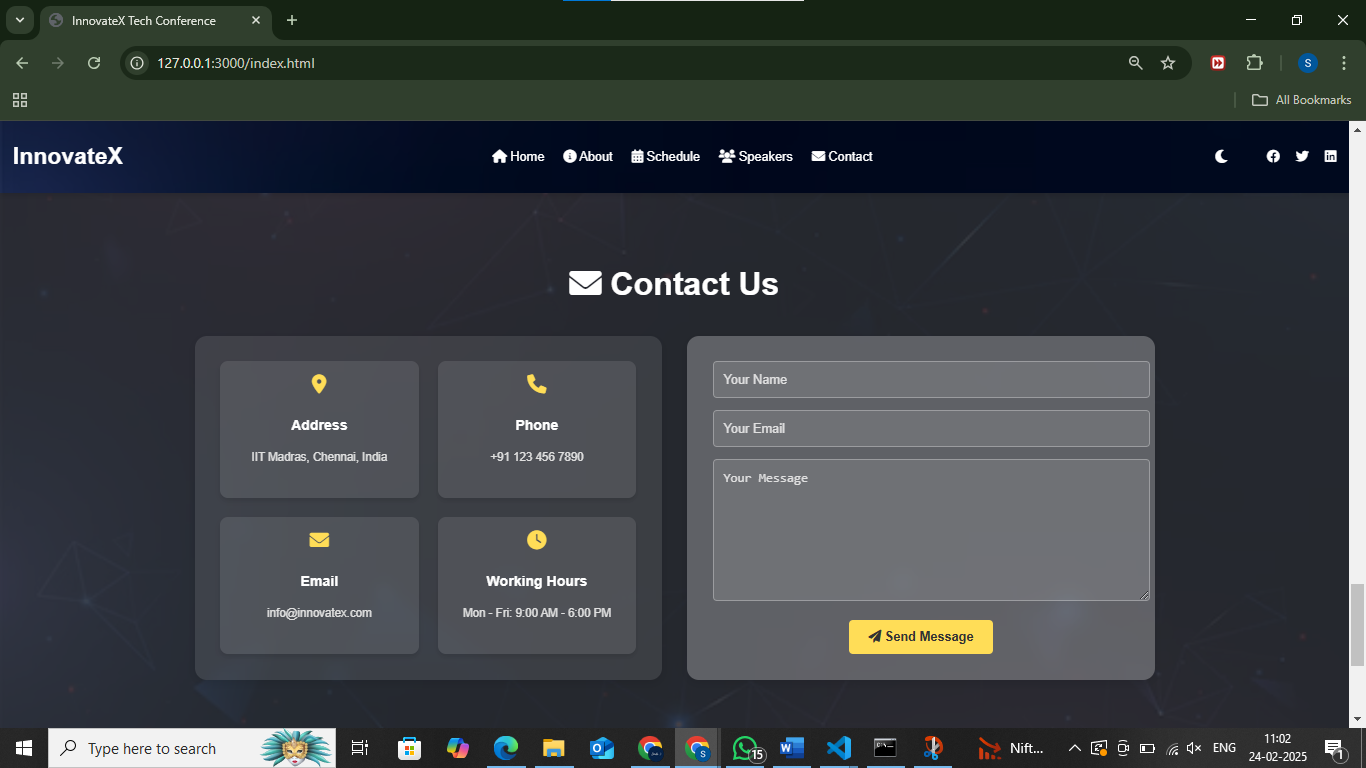 InnovateX Tech Conference
127.0.0.1:3000/index.html
S
All Bookmarks
InnovateX
Home About Schedule Speakers Contact
Contact Us
Address
IIT Madras, Chennai, India
Phone
+91 123 456 7890
Email
info@innovatex.com
Working Hours
Mon - Fri: 9:00 AM - 6:00 PM
Your Name
Your Email
Your Message
Send Message
Type here to search
S
15
W
Nift...
ENG
11:02
24-02-2025
1